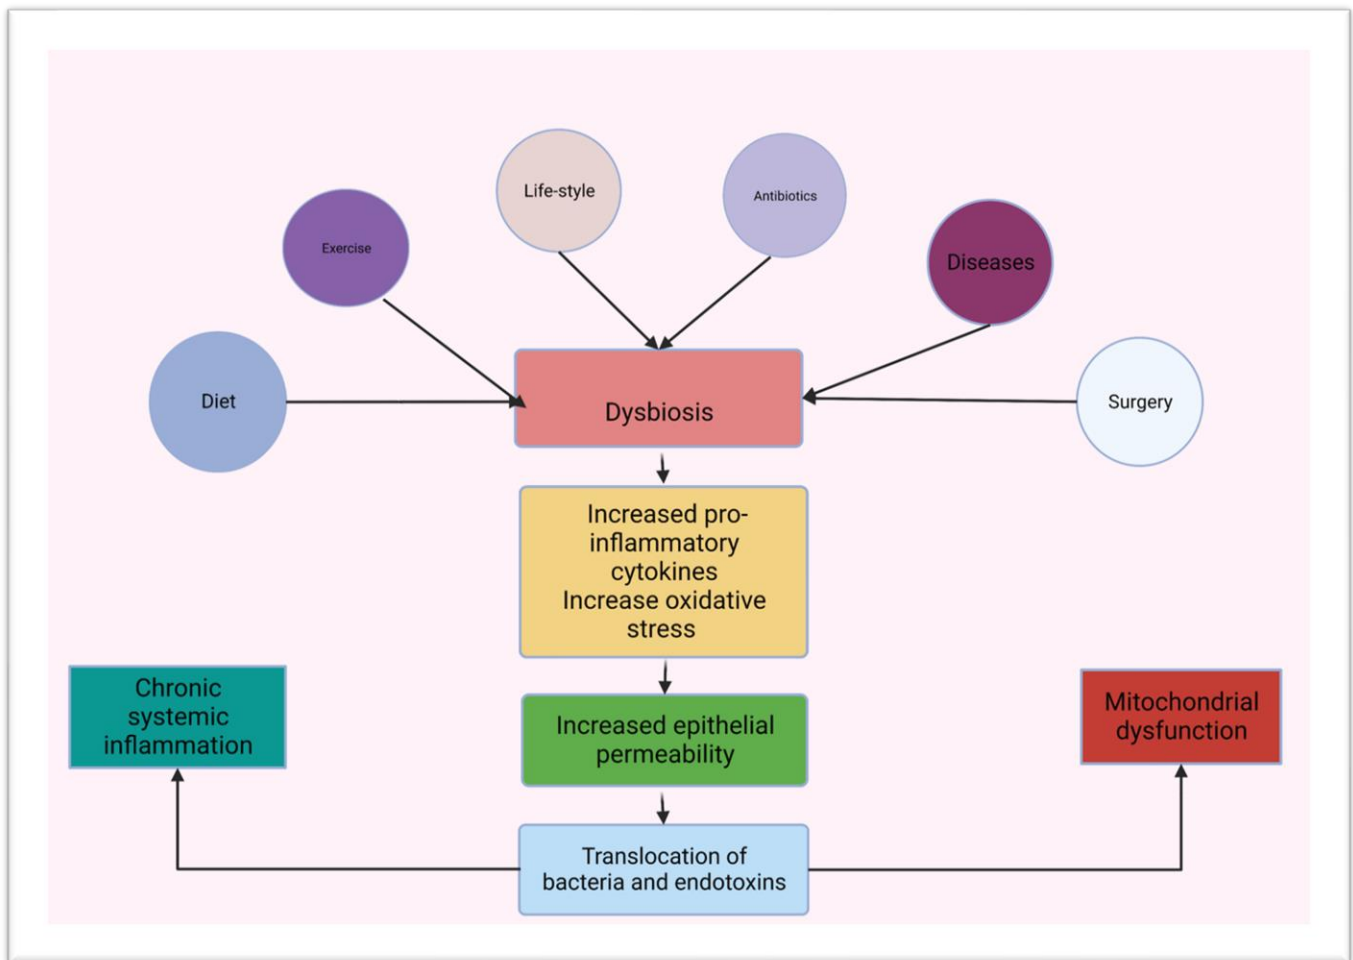 Life-style
Antibiotics
Exercise
Diseases
Diet
Surgery
Dysbiosis
Increased pro-
inflammatory
cytokines
Increase oxidative
stress
Chronic
systemic
inflammation
Increased epithelial
permeability
Mitochondrial
dysfunction
Translocation of
bacteria and endotoxins